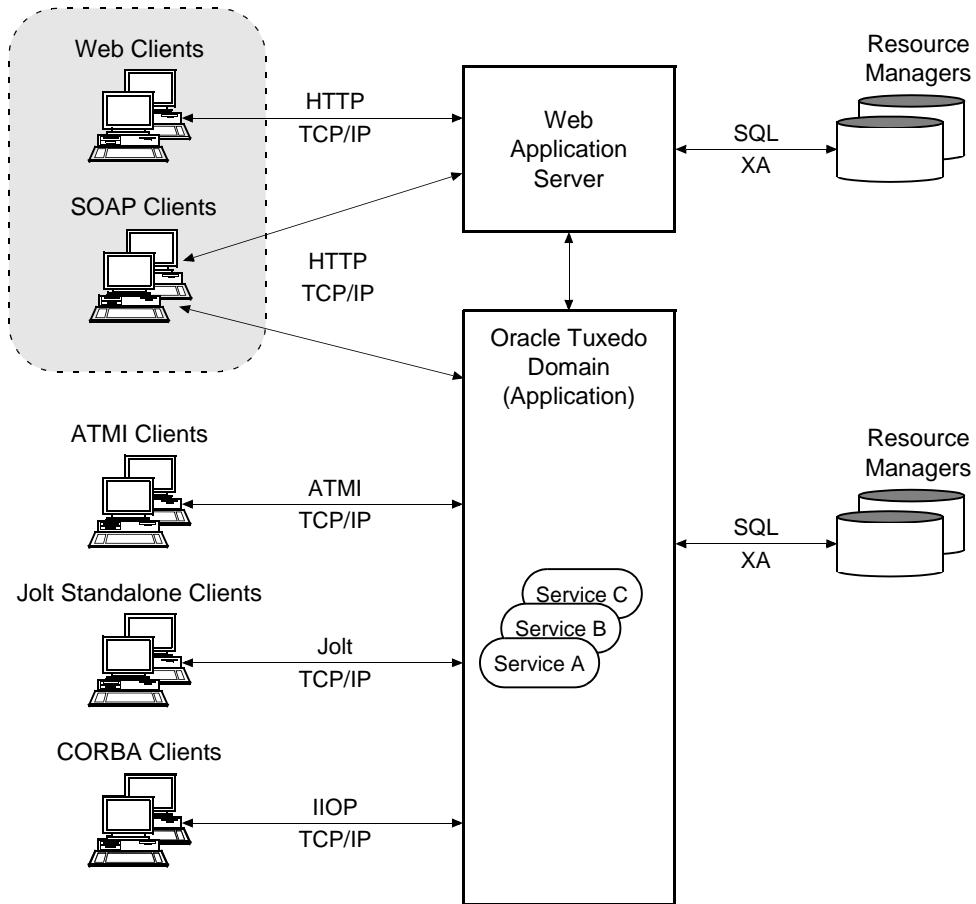 Web Clients
HTTP
TCP/IP
Web
Application
Server
SQL
XA
Resource
Managers
SOAP Clients
HTTP
TCP/IP
Oracle Tuxedo
Domain
(Application)
ATMI Clients
ATMI
TCP/IP
Resource
Managers
SQL
XA
Jolt Standalone Clients
Jolt
TCP/IP
Service C
Service B
Service A
CORBA Clients
IIOP
TCP/IP